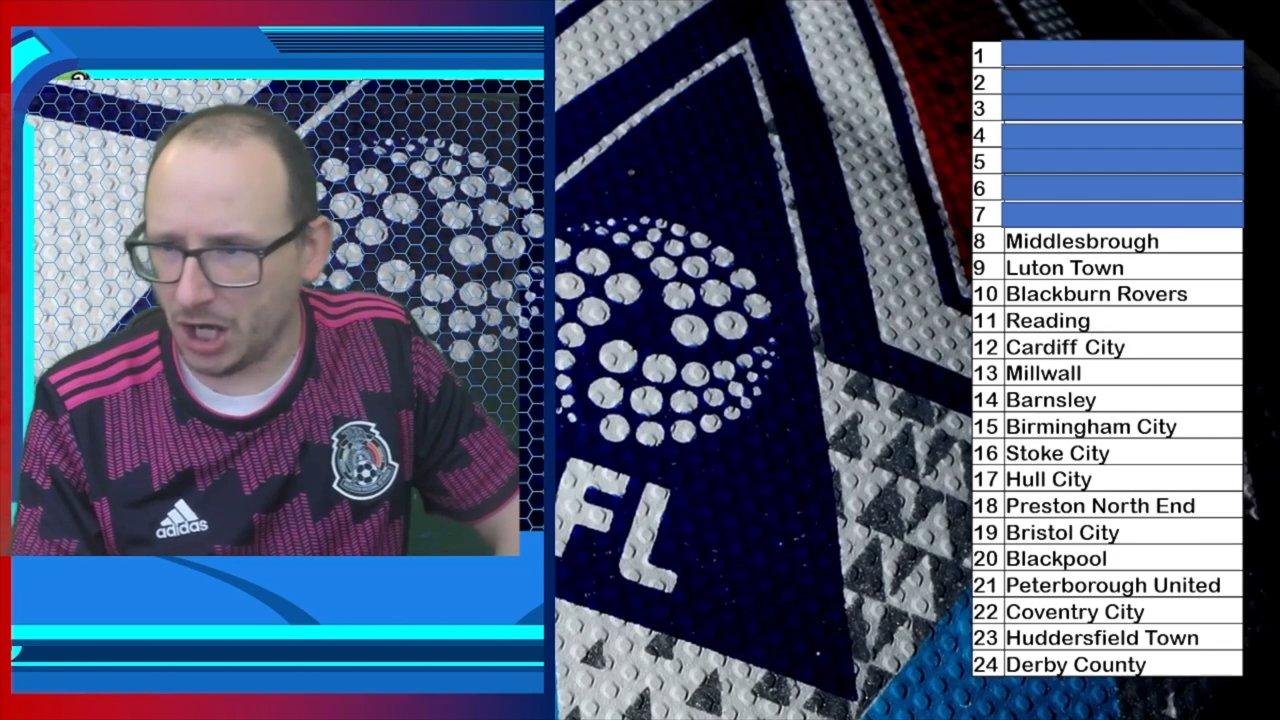 adidas
FL
1
2
3
4
5
6
7
8 Middlesbrough
9 Luton Town
10 Blackburn Rovers
11 Reading
12 Cardiff City
13 Millwall
14 Barnsley
15 Birmingham City
16 Stoke City
17 Hull City
18 Preston North End
19 Bristol City
20 Blackpool
21 Peterborough United
22 Coventry City
23 Huddersfield Town
24 Derby County